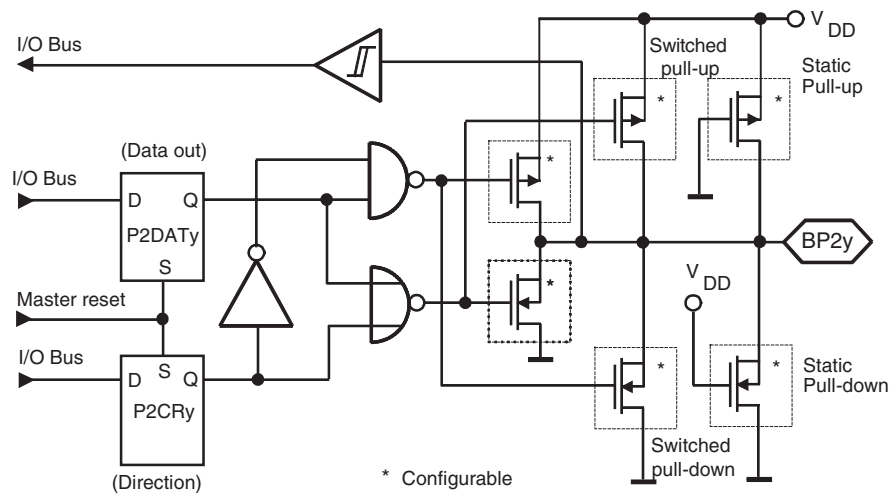 I/O Bus
V
DD
Switched
pull-up
Static
Pull-up
*
*
(Data out)
*
I/O Bus
D
Q
P2DATy
S
BP2y
V
DD
*
Master reset
I/O Bus
S
D
Q
P2CRy
*
*
Static
Pull-down
Switched
pull-down
(Direction)
* Configurable